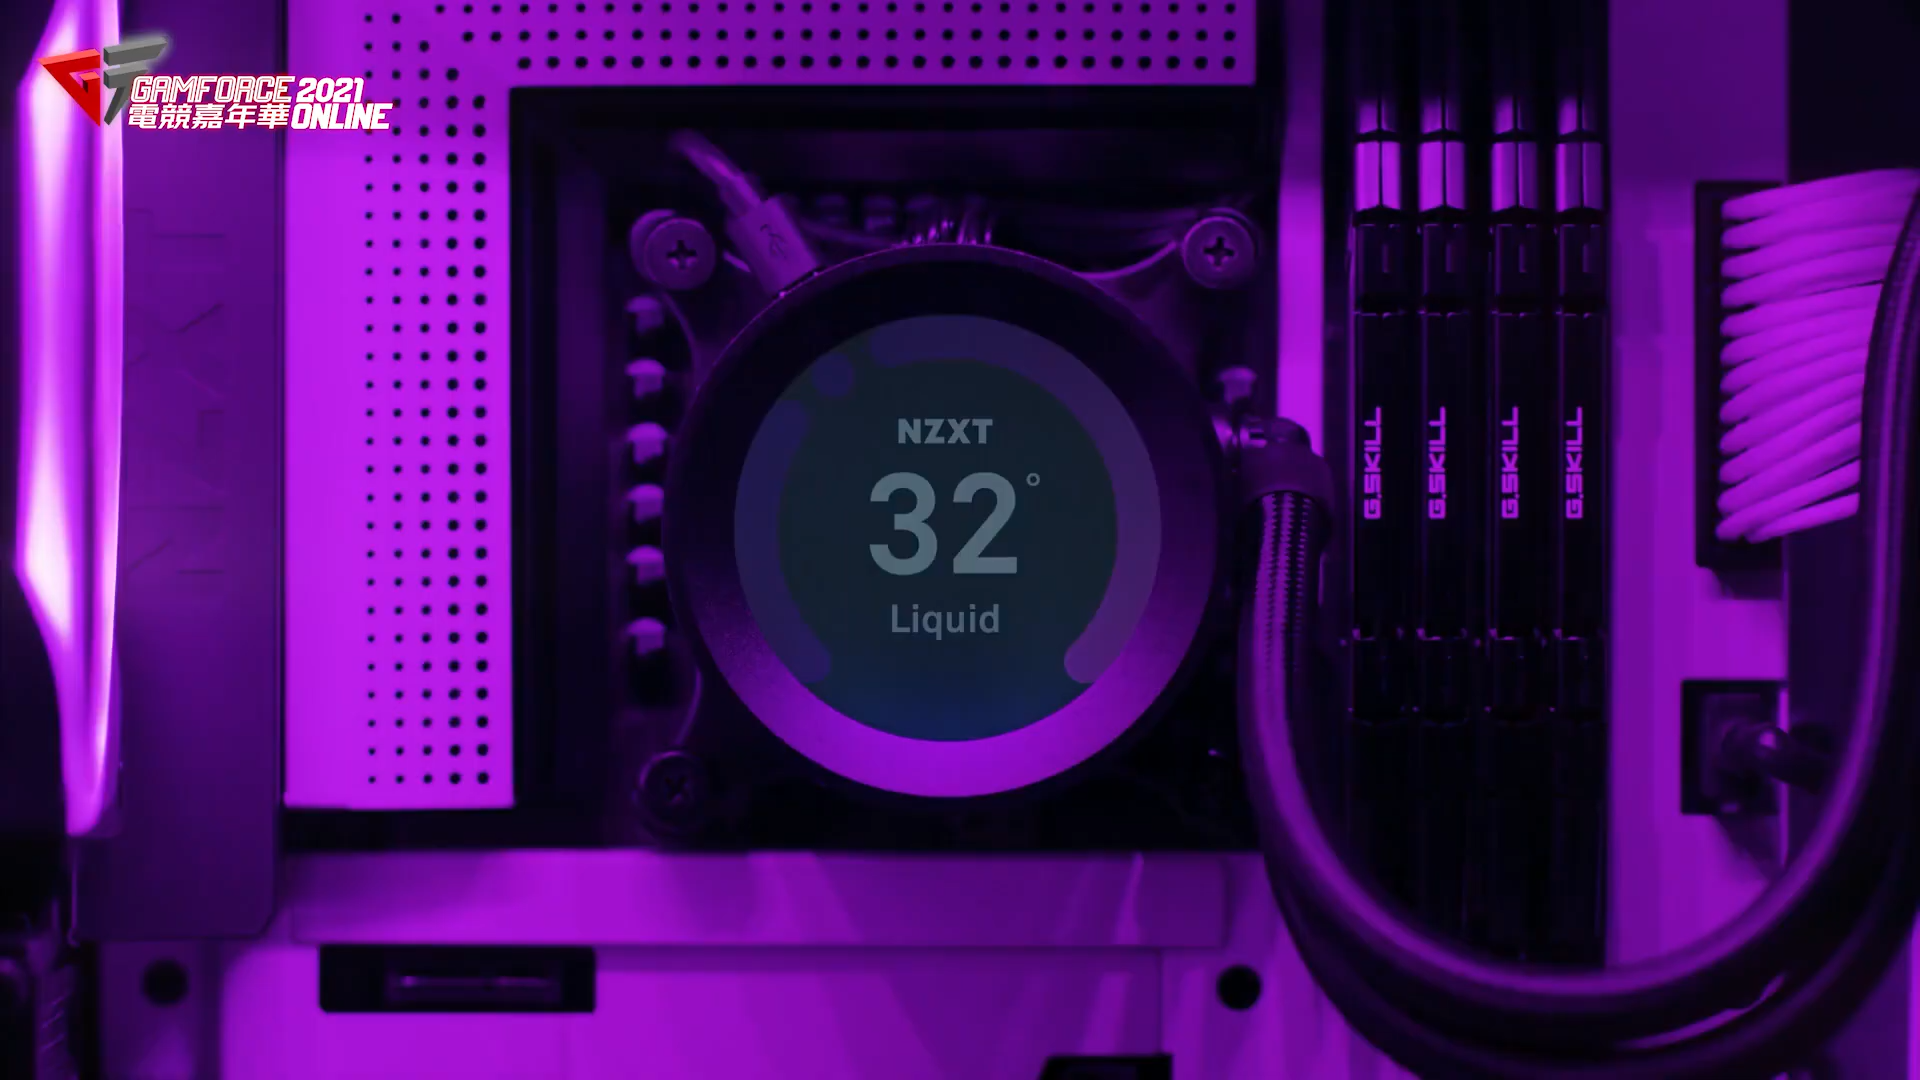 GAMFORCE 2021
電競嘉年華 ONLINE
NZXT
32°
Liquid
G.SKILL
G.SKILL
G.SKILL
G.SKILL